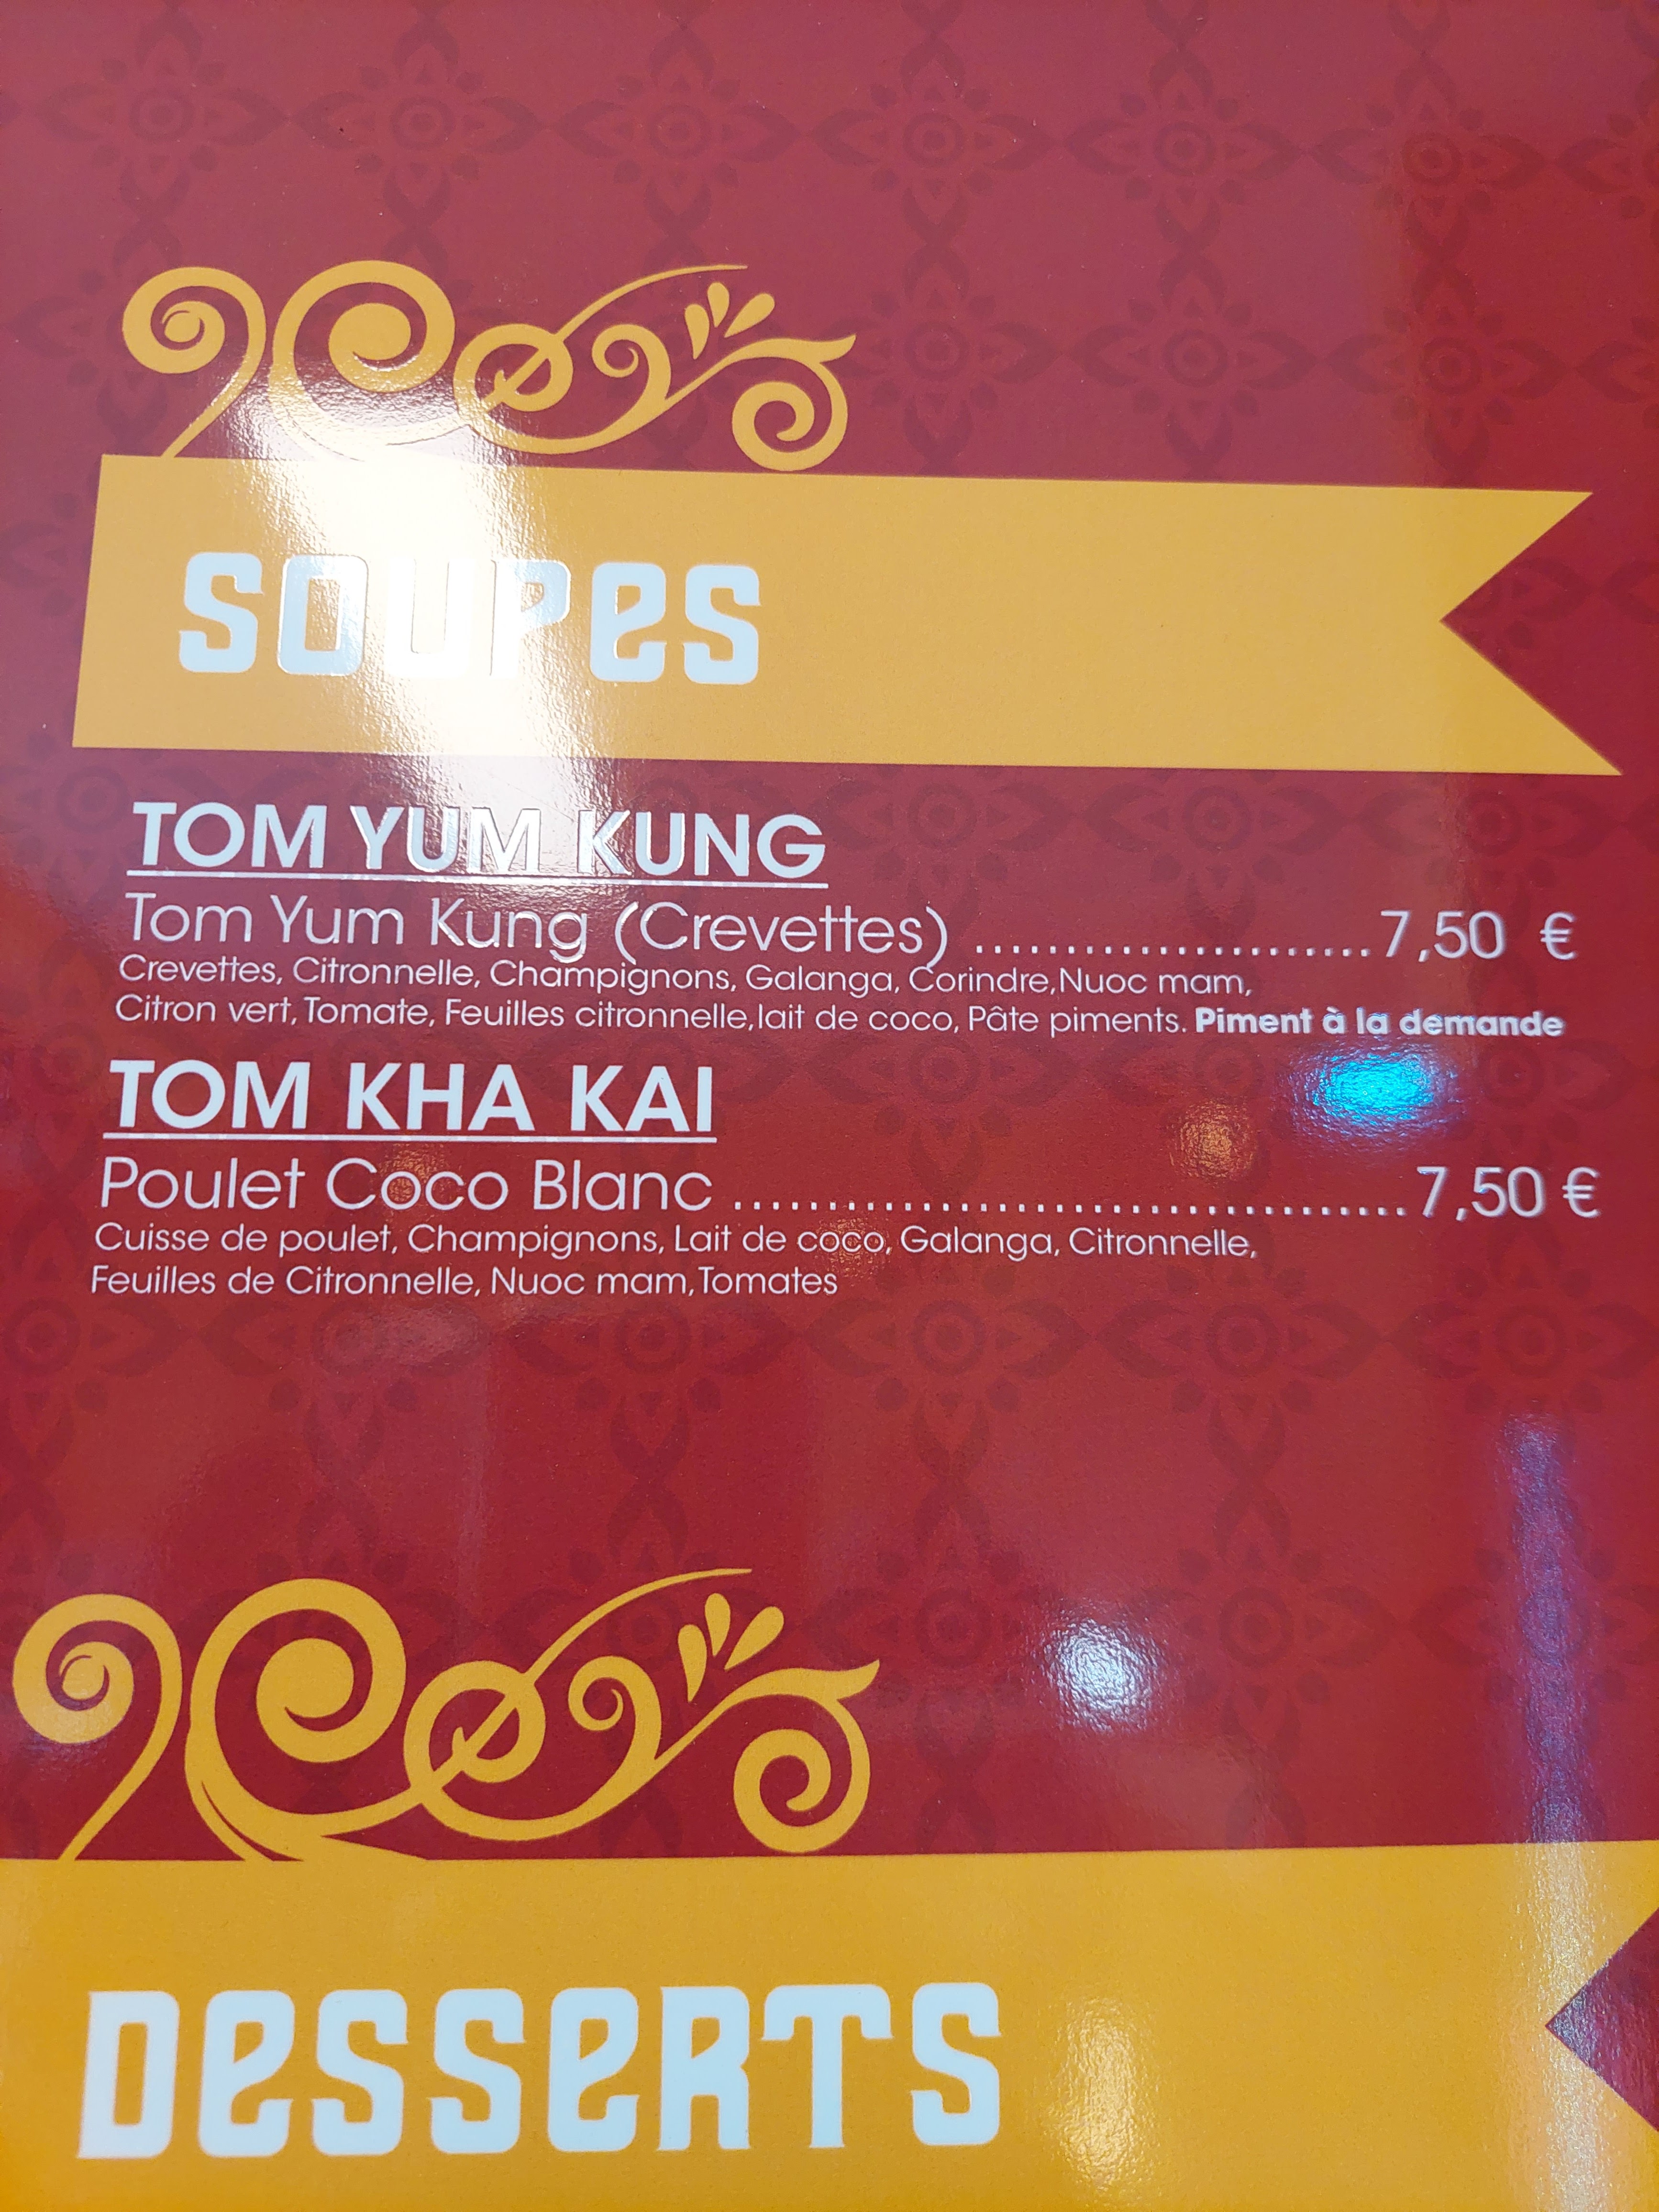 SOUPES
TOM YUM KUNG
Tom Yum Kung (Crevettes) .......................... 7,50 €
Crevettes, Citronnelle, Champignons, Galanga, Corindre,Nuoc mam,
Citron vert, Tomate, Feuilles citronnelle,lait de coco, Pâte piments. Piment à la demande
TOM KHA KAI
Poulet Coco Blanc ............................................ 7,50 €
Cuisse de poulet, Champignons, Lait de coco, Galanga, Citronnelle,
Feuilles de Citronnelle, Nuoc mam,Tomates
DESSERTS